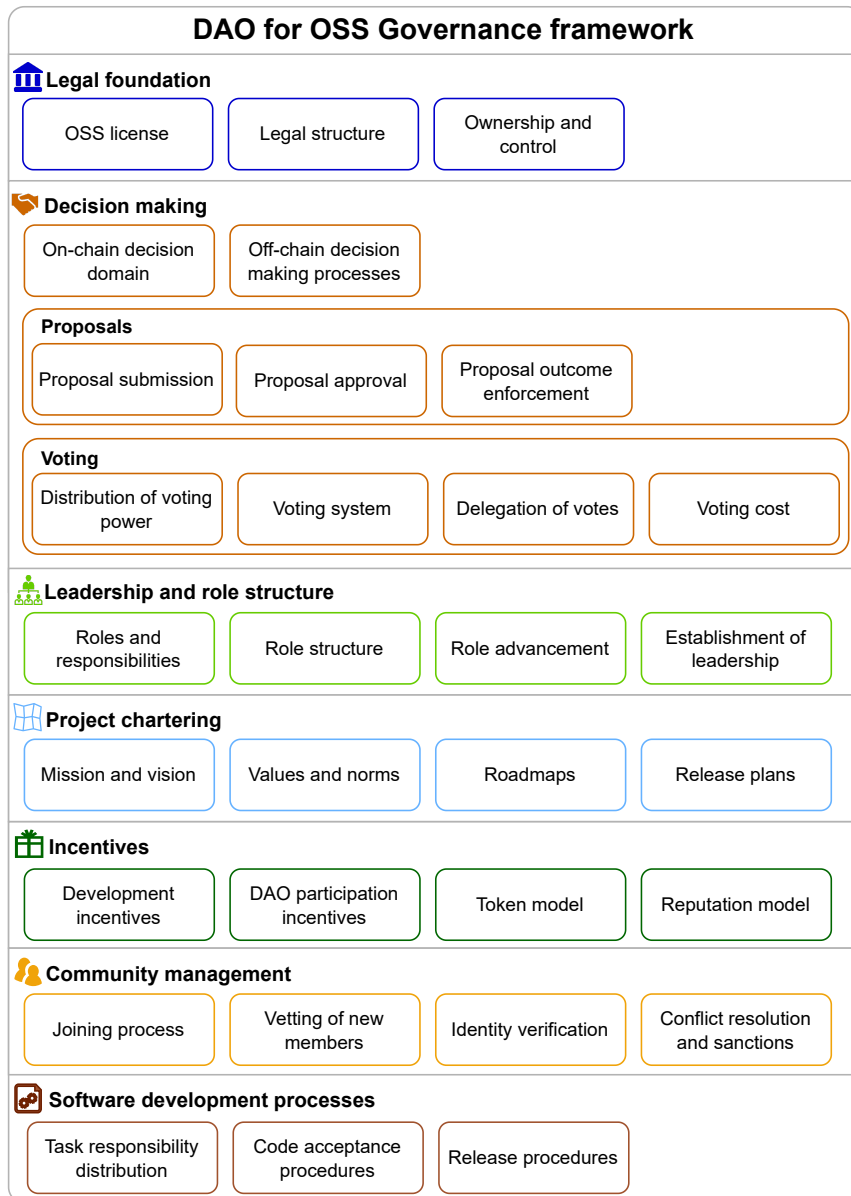 DAO for OSS Governance framework
Legal foundation
OSS license
Legal structure
Ownership and
control
Decision making
On-chain decision
domain
Off-chain decision
making processes
Proposals
Proposal submission
Proposal approval
Proposal outcome
enforcement
Voting
Distribution of voting
power
Voting system
Delegation of votes
Voting cost
Leadership and role structure
Roles and
responsibilities
Role structure
Role advancement
Establishment of
leadership
Project chartering
Mission and vision
Values and norms
Roadmaps
Release plans
Incentives
Development
incentives
DAO participation
incentives
Token model
Reputation model
Community management
Joining process
Vetting of new
members
Identity verification
Conflict resolution
and sanctions
Software development processes
Task responsibility
distribution
Code acceptance
procedures
Release procedures